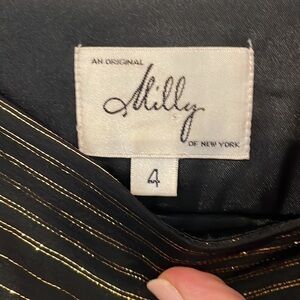 AN ORIGINAL
Milly
OF NEW YORK
4